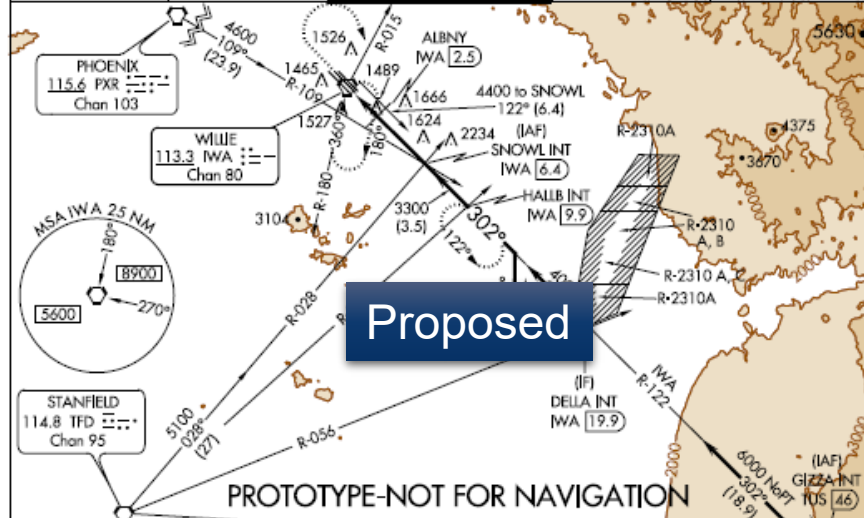 5630
4600
109°
(23.9)
R-109
PHOENIX
115.6 PXR
Chan 103
1526
R-015
ALBNY
IWA 2.5
1465
1489
1666
4400 to SNOWL
122° (6.4)
1527
360°
180°
1624
2234
(IAF)
SNOWL INT
IWA 6.4
R-2310A
4375
3670
WILLIE
113.3 IWA
Chan 80
R-180
HALLB INT
IWA 9.9
3300
(3.5)
302°
122°
3104
R-2310
A, B
R-2310 A, C
R-2310A
2000
MSA IWA 25 NM
180°
8900
5600
270°
R-028
Proposed
(IF)
DELLA INT
IWA 19.9
IWA
R-122
STANFIELD
114.8 TFD
Chan 95
5100
028°
(27)
R-056
2000
3000
6000 NoPT
302°
(18.9)
(IAF)
GIZZA INT
TUS 46
PROTOTYPE-NOT FOR NAVIGATION